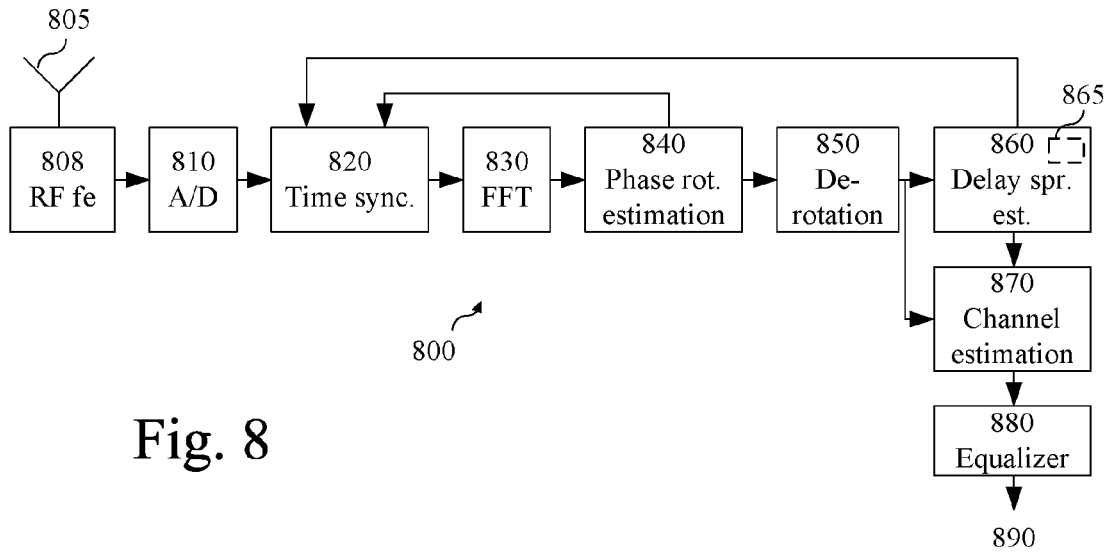 805
865
808
RF fe
810
A/D
820
Time sync.
830
FFT
840
Phase rot.
estimation
850
De-
rotation
860
Delay spr.
est.
870
Channel
estimation
800
880
Equalizer
890
Fig. 8